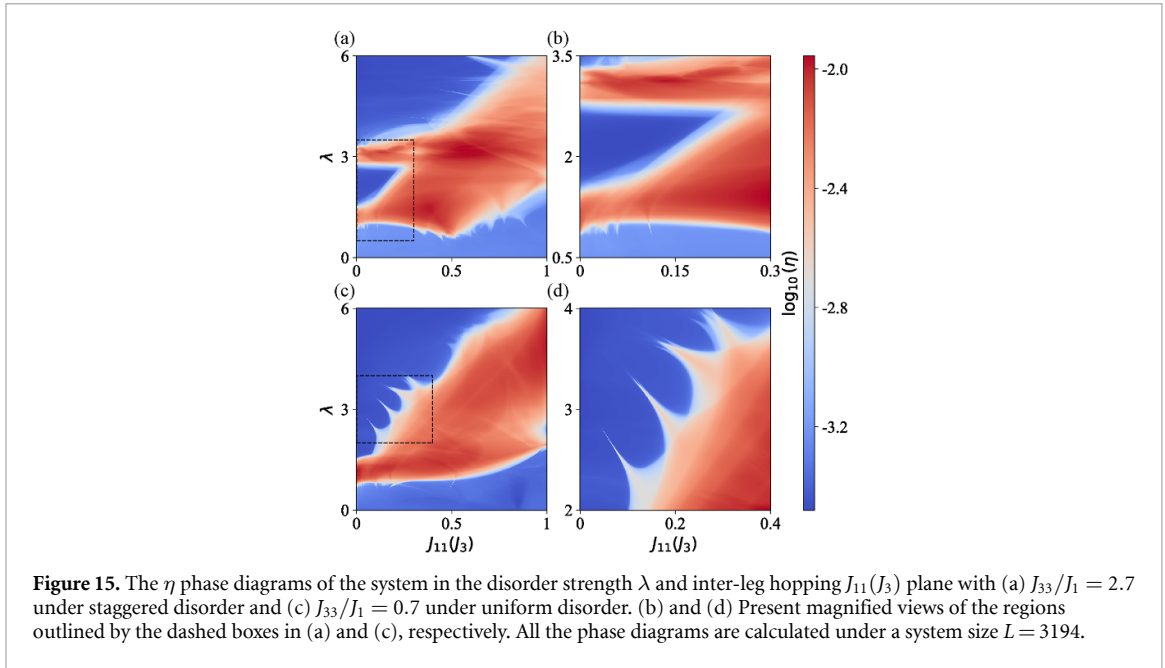 (a)
(b)
6
3
0
λ
0
0.5
1
3.5
2
0.5
0
0.15
0.3
(c)
(d)
6
3
0
λ
0
0.5
1
J₁₁(J₃)
4
3
2
0
0.2
0.4
J₁₁(J₃)
log₁₀(η)
-2.0
-2.4
-2.8
-3.2
Figure 15. The η phase diagrams of the system in the disorder strength λ and inter-leg hopping J₁₁(J₃) plane with (a) J₃₃/J₁ = 2.7
under staggered disorder and (c) J₃₃/J₁ = 0.7 under uniform disorder. (b) and (d) Present magnified views of the regions
outlined by the dashed boxes in (a) and (c), respectively. All the phase diagrams are calculated under a system size L = 3194.